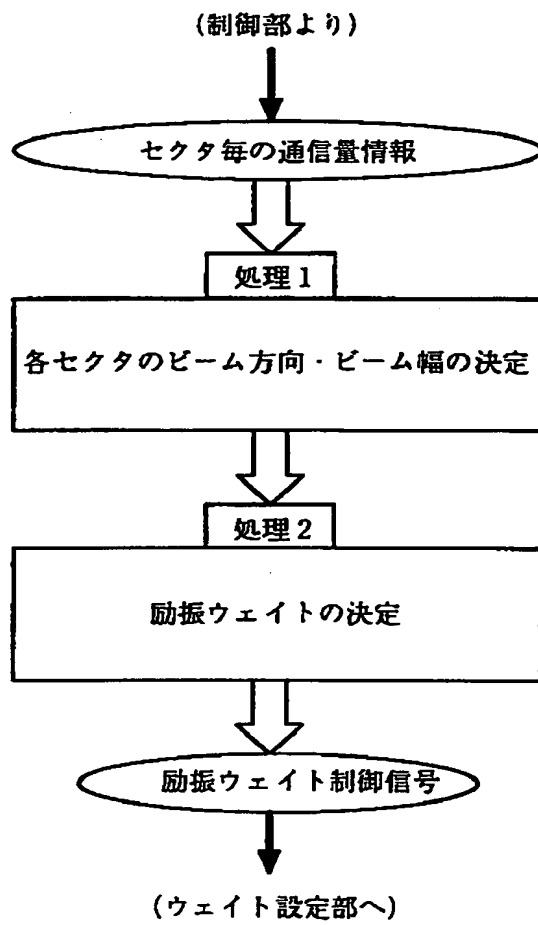 (制御部より)
セクタ毎の通信量情報
処理1
各セクタのビーム方向・ビーム幅の決定
処理2
励振ウェイトの決定
励振ウェイト制御信号
(ウェイト設定部へ)